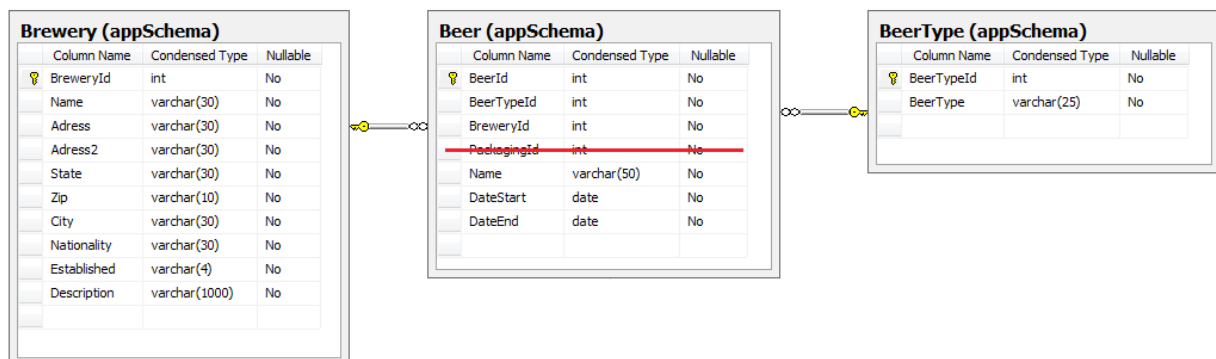 Brewery (appSchema)
Column Name Condensed Type Nullable
BreweryId int No
Name varchar(30) No
Adress varchar(30) No
Adress2 varchar(30) No
State varchar(30) No
Zip varchar(10) No
City varchar(30) No
Nationality varchar(30) No
Established varchar(4) No
Description varchar(1000) No
Beer (appSchema)
Column Name Condensed Type Nullable
BeerId int No
BeerTypeId int No
BreweryId int No
PackagingId int No
Name varchar(50) No
DateStart date No
DateEnd date No
BeerType (appSchema)
Column Name Condensed Type Nullable
BeerTypeId int No
BeerType varchar(25) No